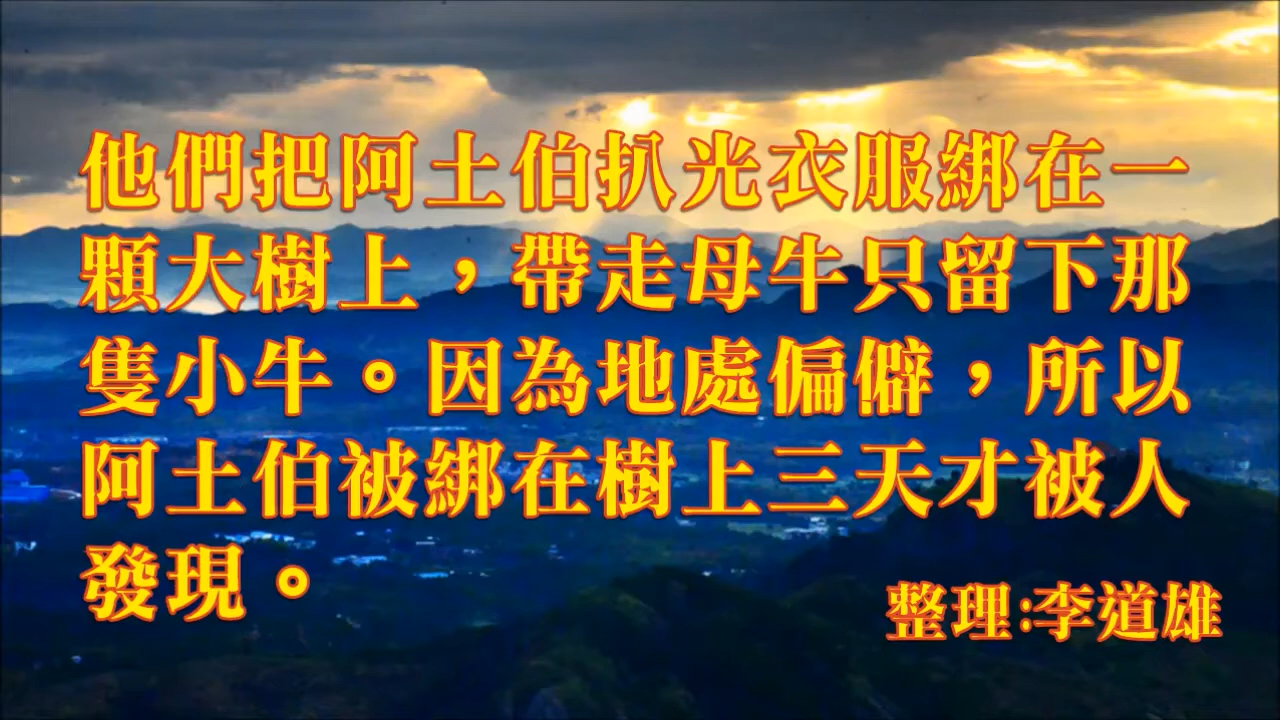 他們把阿土伯扒光衣服綁在一
顆大樹上，帶走母牛只留下那
隻小牛。因為地處偏僻，所以
阿土伯被綁在樹上三天才被人
發現。
整理:李道雄